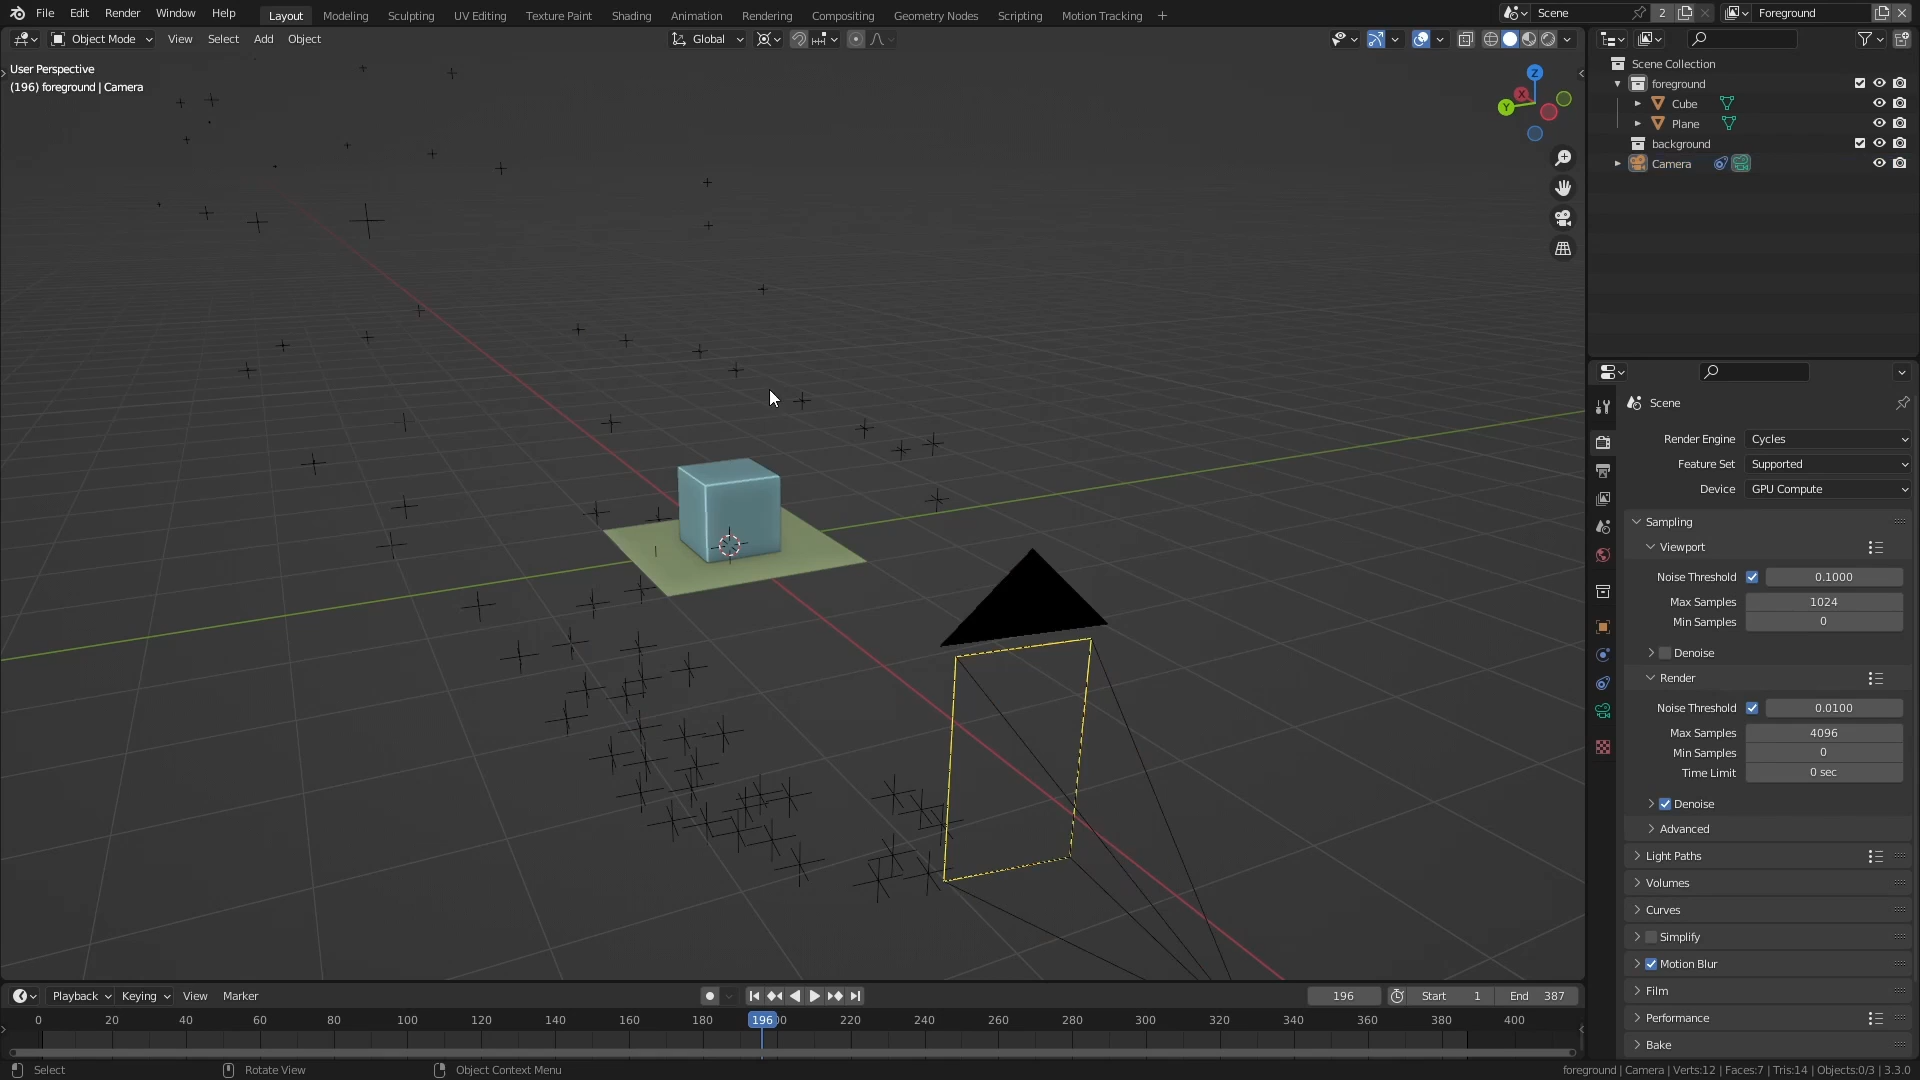 File Edit Render Window Help Layout Modeling Sculpting UV Editing Texture Paint Shading Animation Rendering Compositing Geometry Nodes Scripting Motion Tracking + Scene 2 Foreground
Object Mode View Select Add Object Global
User Perspective
(196) foreground | Camera
Z
X
Y
Scene Collection
foreground
Cube
Plane
background
Camera
Scene
Render Engine Cycles
Feature Set Supported
Device GPU Compute
Sampling
Viewport
Noise Threshold 0.1000
Max Samples 1024
Min Samples 0
Denoise
Render
Noise Threshold 0.0100
Max Samples 4096
Min Samples 0
Time Limit 0 sec
Denoise
Advanced
Light Paths
Volumes
Curves
Simplify
Motion Blur
Film
Performance
Bake
Playback Keying View Marker 196 Start 1 End 387
0 20 40 60 80 100 120 140 160 180 196 220 240 260 280 300 320 340 360 380 400
Select Rotate View Object Context Menu foreground | Camera | Verts:12 | Faces:7 | Tris:14 | Objects:0/3 | 3.3.0